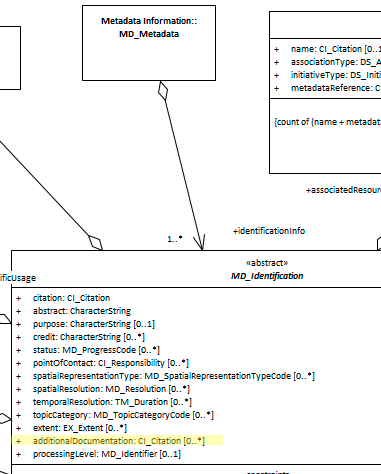 Metadata Information::
MD_Metadata
+ name: CI_Citation [0..1
+ associationType: DS_A
+ initiativeType: DS_Initi
+ metadataReference: C
{count of (name + metadata
+associatedResour
1..*
+identificationInfo
«abstract»
MD_Identification
ificUsage
+ citation: CI_Citation
+ abstract: CharacterString
+ purpose: CharacterString [0..1]
+ credit: CharacterString [0..*]
+ status: MD_ProgressCode [0..*]
+ pointOfContact: CI_Responsibility [0..*]
+ spatialRepresentationType: MD_SpatialRepresentationTypeCode [0..*]
+ spatialResolution: MD_Resolution [0..*]
+ temporalResolution: TM_Duration [0..*]
+ topicCategory: MD_TopicCategoryCode [0..*]
+ extent: EX_Extent [0..*]
+ additionalDocumentation: CI_Citation [0..*]
+ processingLevel: MD_Identifier [0..1]
constraints